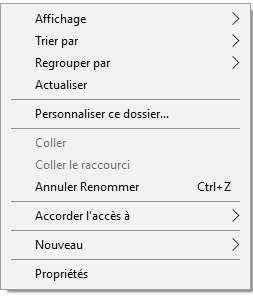 Affichage
Trier par
Regrouper par
Actualiser
Personnaliser ce dossier...
Coller
Coller le raccourci
Annuler Renommer Ctrl+Z
Accorder l'accès à
Nouveau
Propriétés